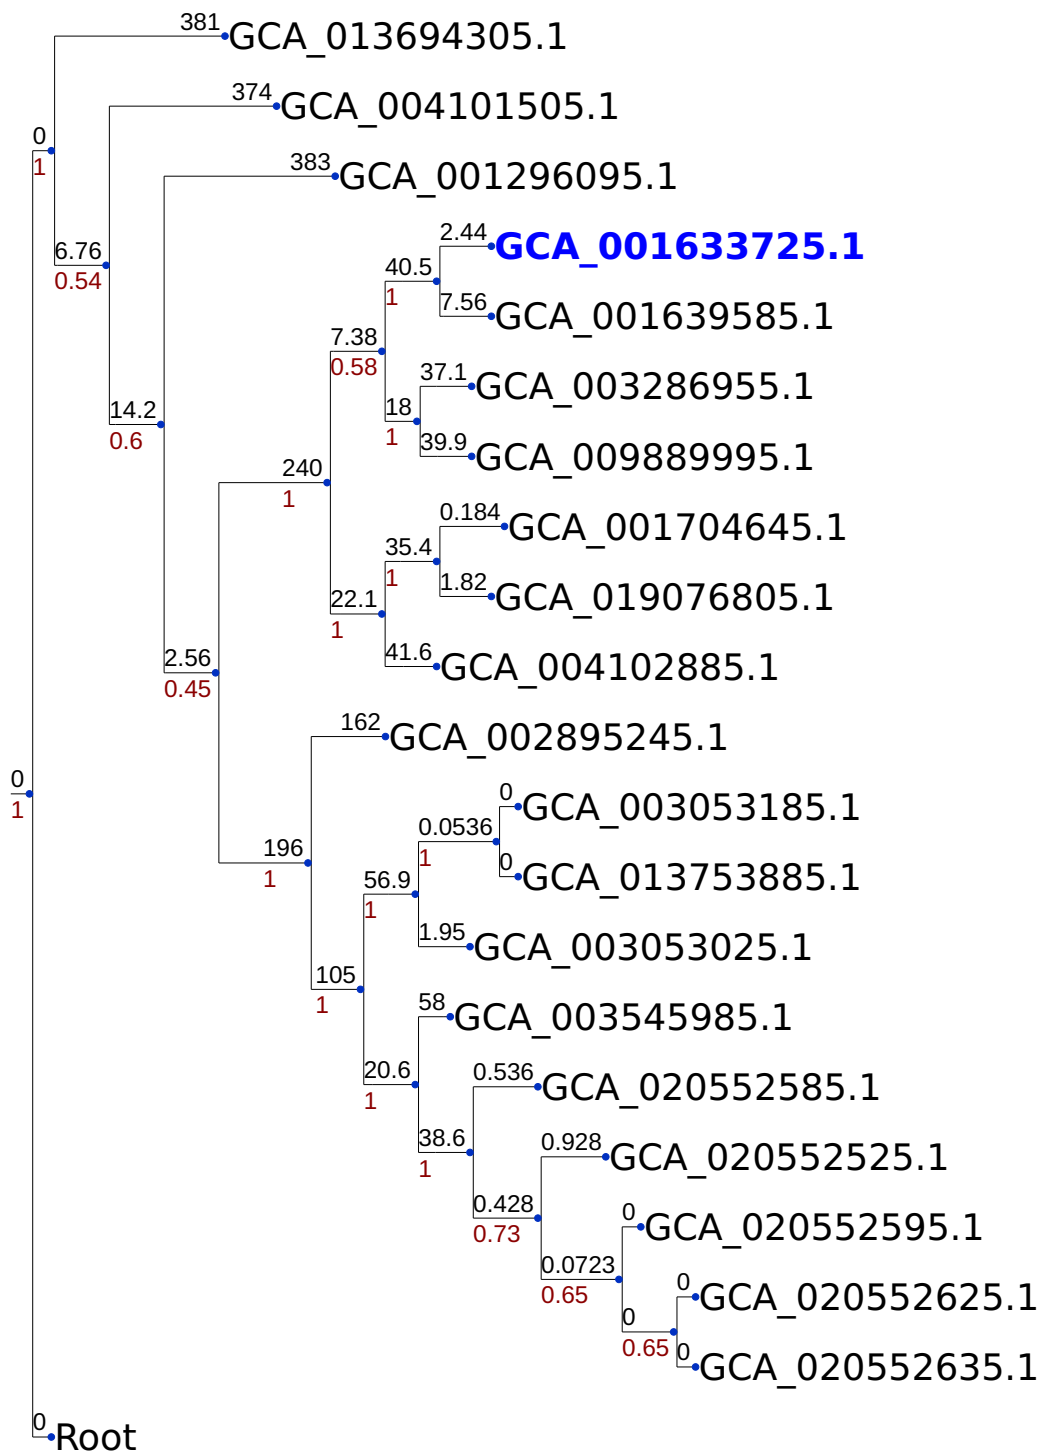 381
GCA_013694305.1
374
GCA_004101505.1
0
1
383
GCA_001296095.1
2.44
GCA_001633725.1
6.76
0.54
40.5
1
7.56
GCA_001639585.1
7.38
0.58
37.1
GCA_003286955.1
14.2
0.6
18
1
39.9
GCA_009889995.1
240
1
0.184
GCA_001704645.1
35.4
1
1.82
GCA_019076805.1
22.1
1
41.6
GCA_004102885.1
2.56
0.45
162
GCA_002895245.1
0
1
0
GCA_003053185.1
0.0536
1
0
GCA_013753885.1
196
1
56.9
1
1.95
GCA_003053025.1
105
1
58
GCA_003545985.1
20.6
1
0.536
GCA_020552585.1
38.6
1
0.928
GCA_020552525.1
0.428
0.73
0
GCA_020552595.1
0.0723
0.65
0
GCA_020552625.1
0
0.65
0
GCA_020552635.1
0
Root